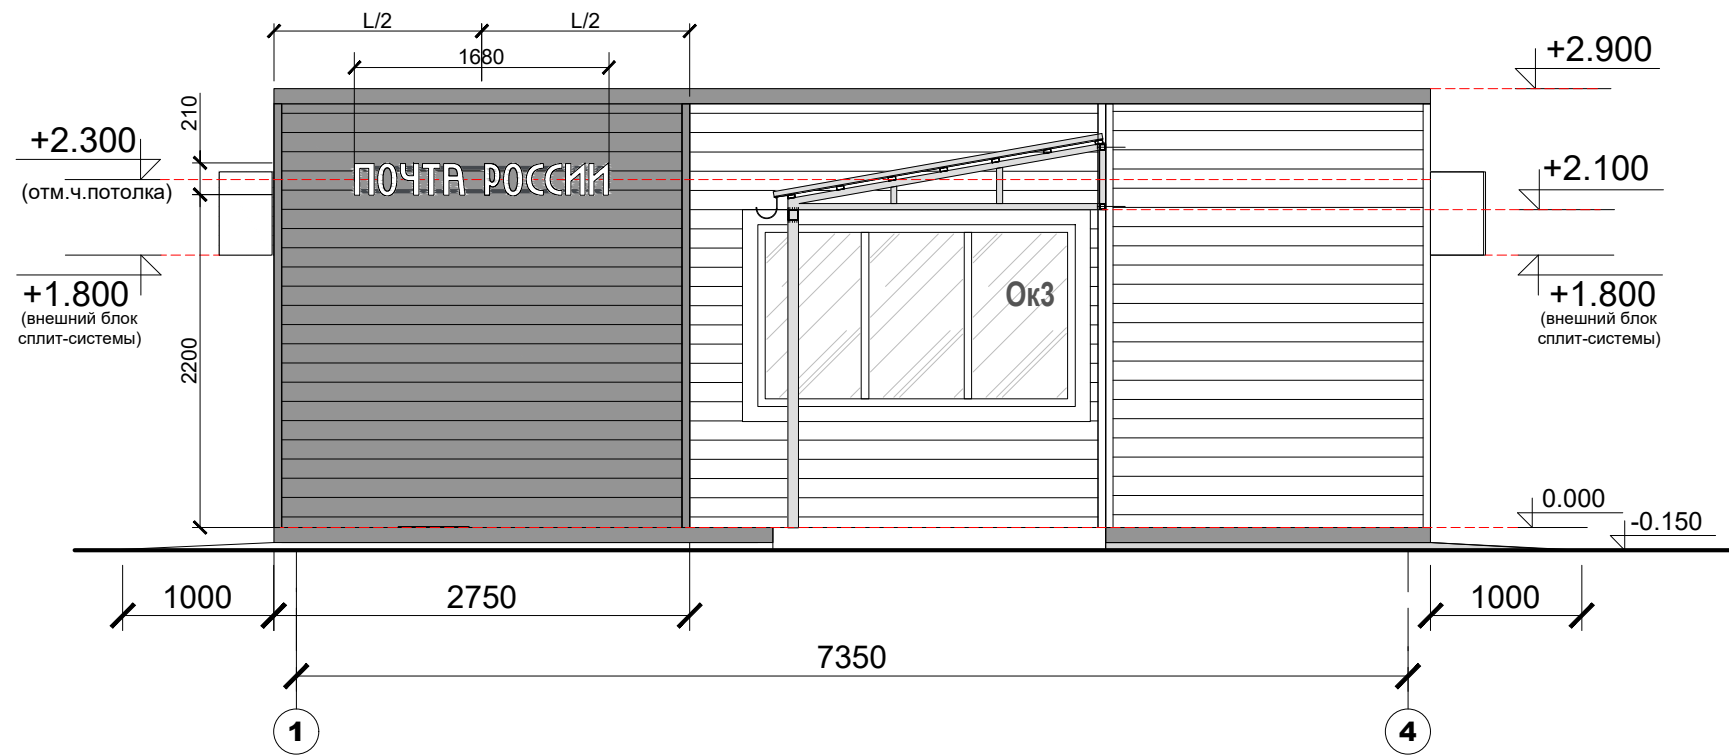 L/2
L/2
1680
+2.900
210
+2.300
(отм.ч.потолка)
ПОЧТА РОССИИ
+2.100
+1.800
(внешний блок
сплит-системы)
Ок3
+1.800
(внешний блок
сплит-системы)
2200
0.000
-0.150
1000
2750
1000
7350
1
4